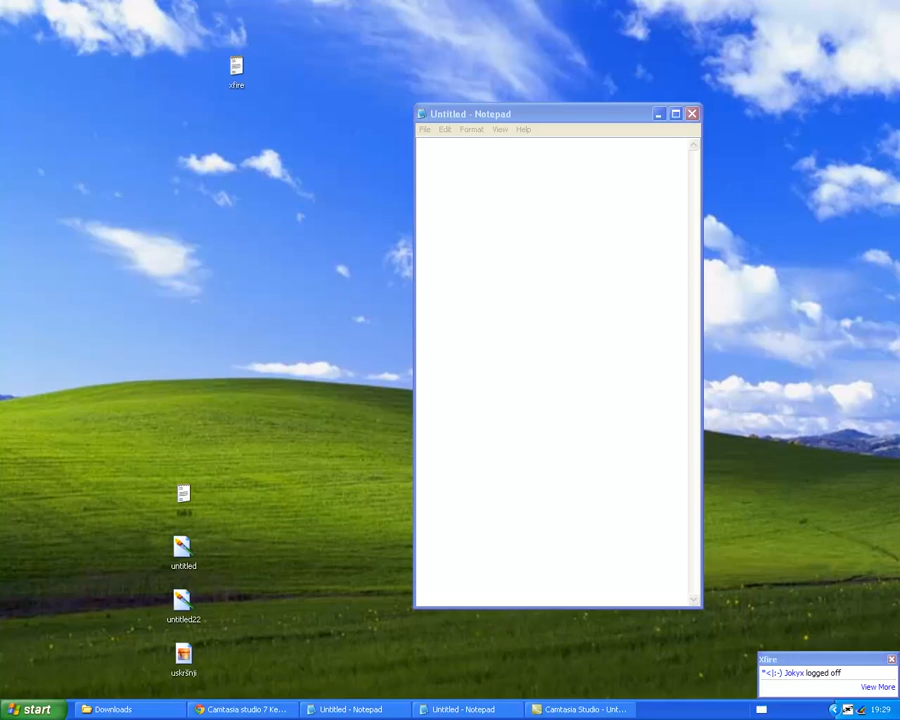 xfire
Untitled - Notepad
File Edit Format View Help
untitled
untitled22
uskršnji
Xfire
*<|:-) Jokyx logged off
View More
start
Downloads
Camtasia studio 7 Ke...
Untitled - Notepad
Untitled - Notepad
Camtasia Studio - Unt...
19:29